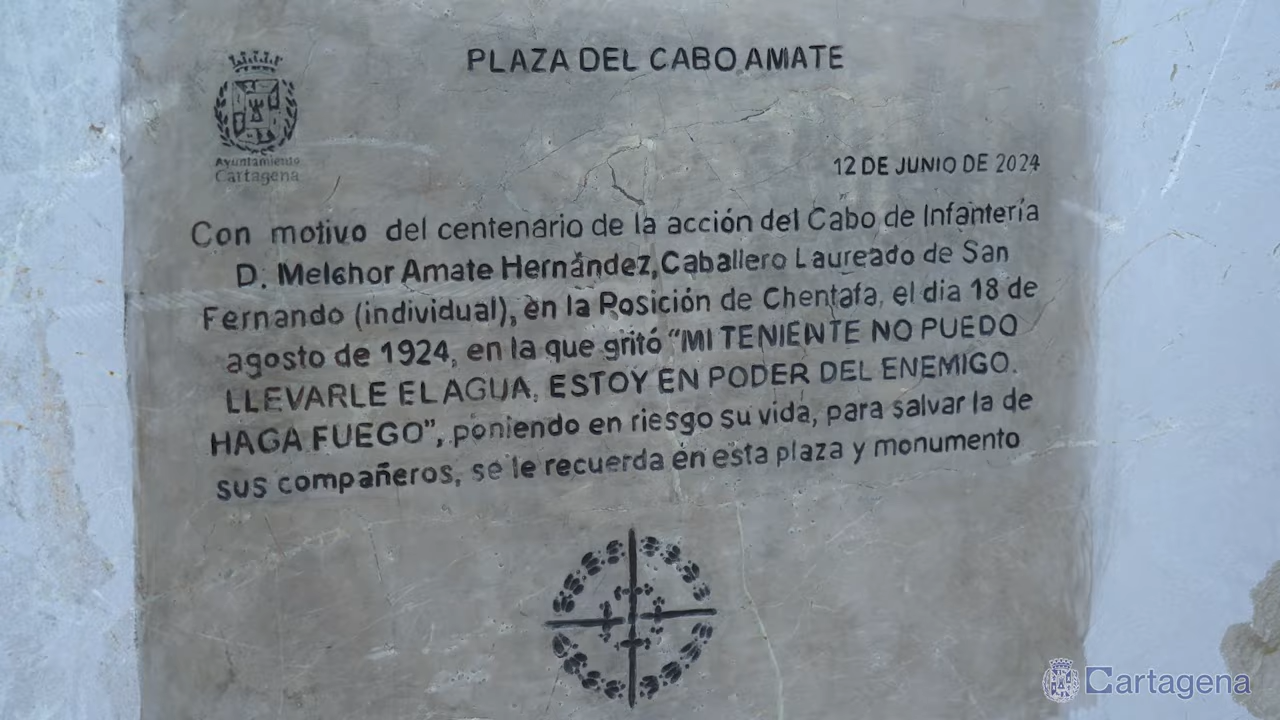 PLAZA DEL CABO AMATE
Ayuntamiento
Cartagena
12 DE JUNIO DE 2024
Con motivo del centenario de la acción del Cabo de Infantería
D. Melchor Amate Hernández, Caballero Laureado de San
Fernando (individual), en la Posición de Chentafa, el dia 18 de
agosto de 1924, en la que gritó "MI TENIENTE NO PUEDO
LLEVARLE EL AGUA, ESTOY EN PODER DEL ENEMIGO.
HAGA FUEGO", poniendo en riesgo su vida, para salvar la de
sus compañeros, se le recuerda en esta plaza y monumento
Cartagena